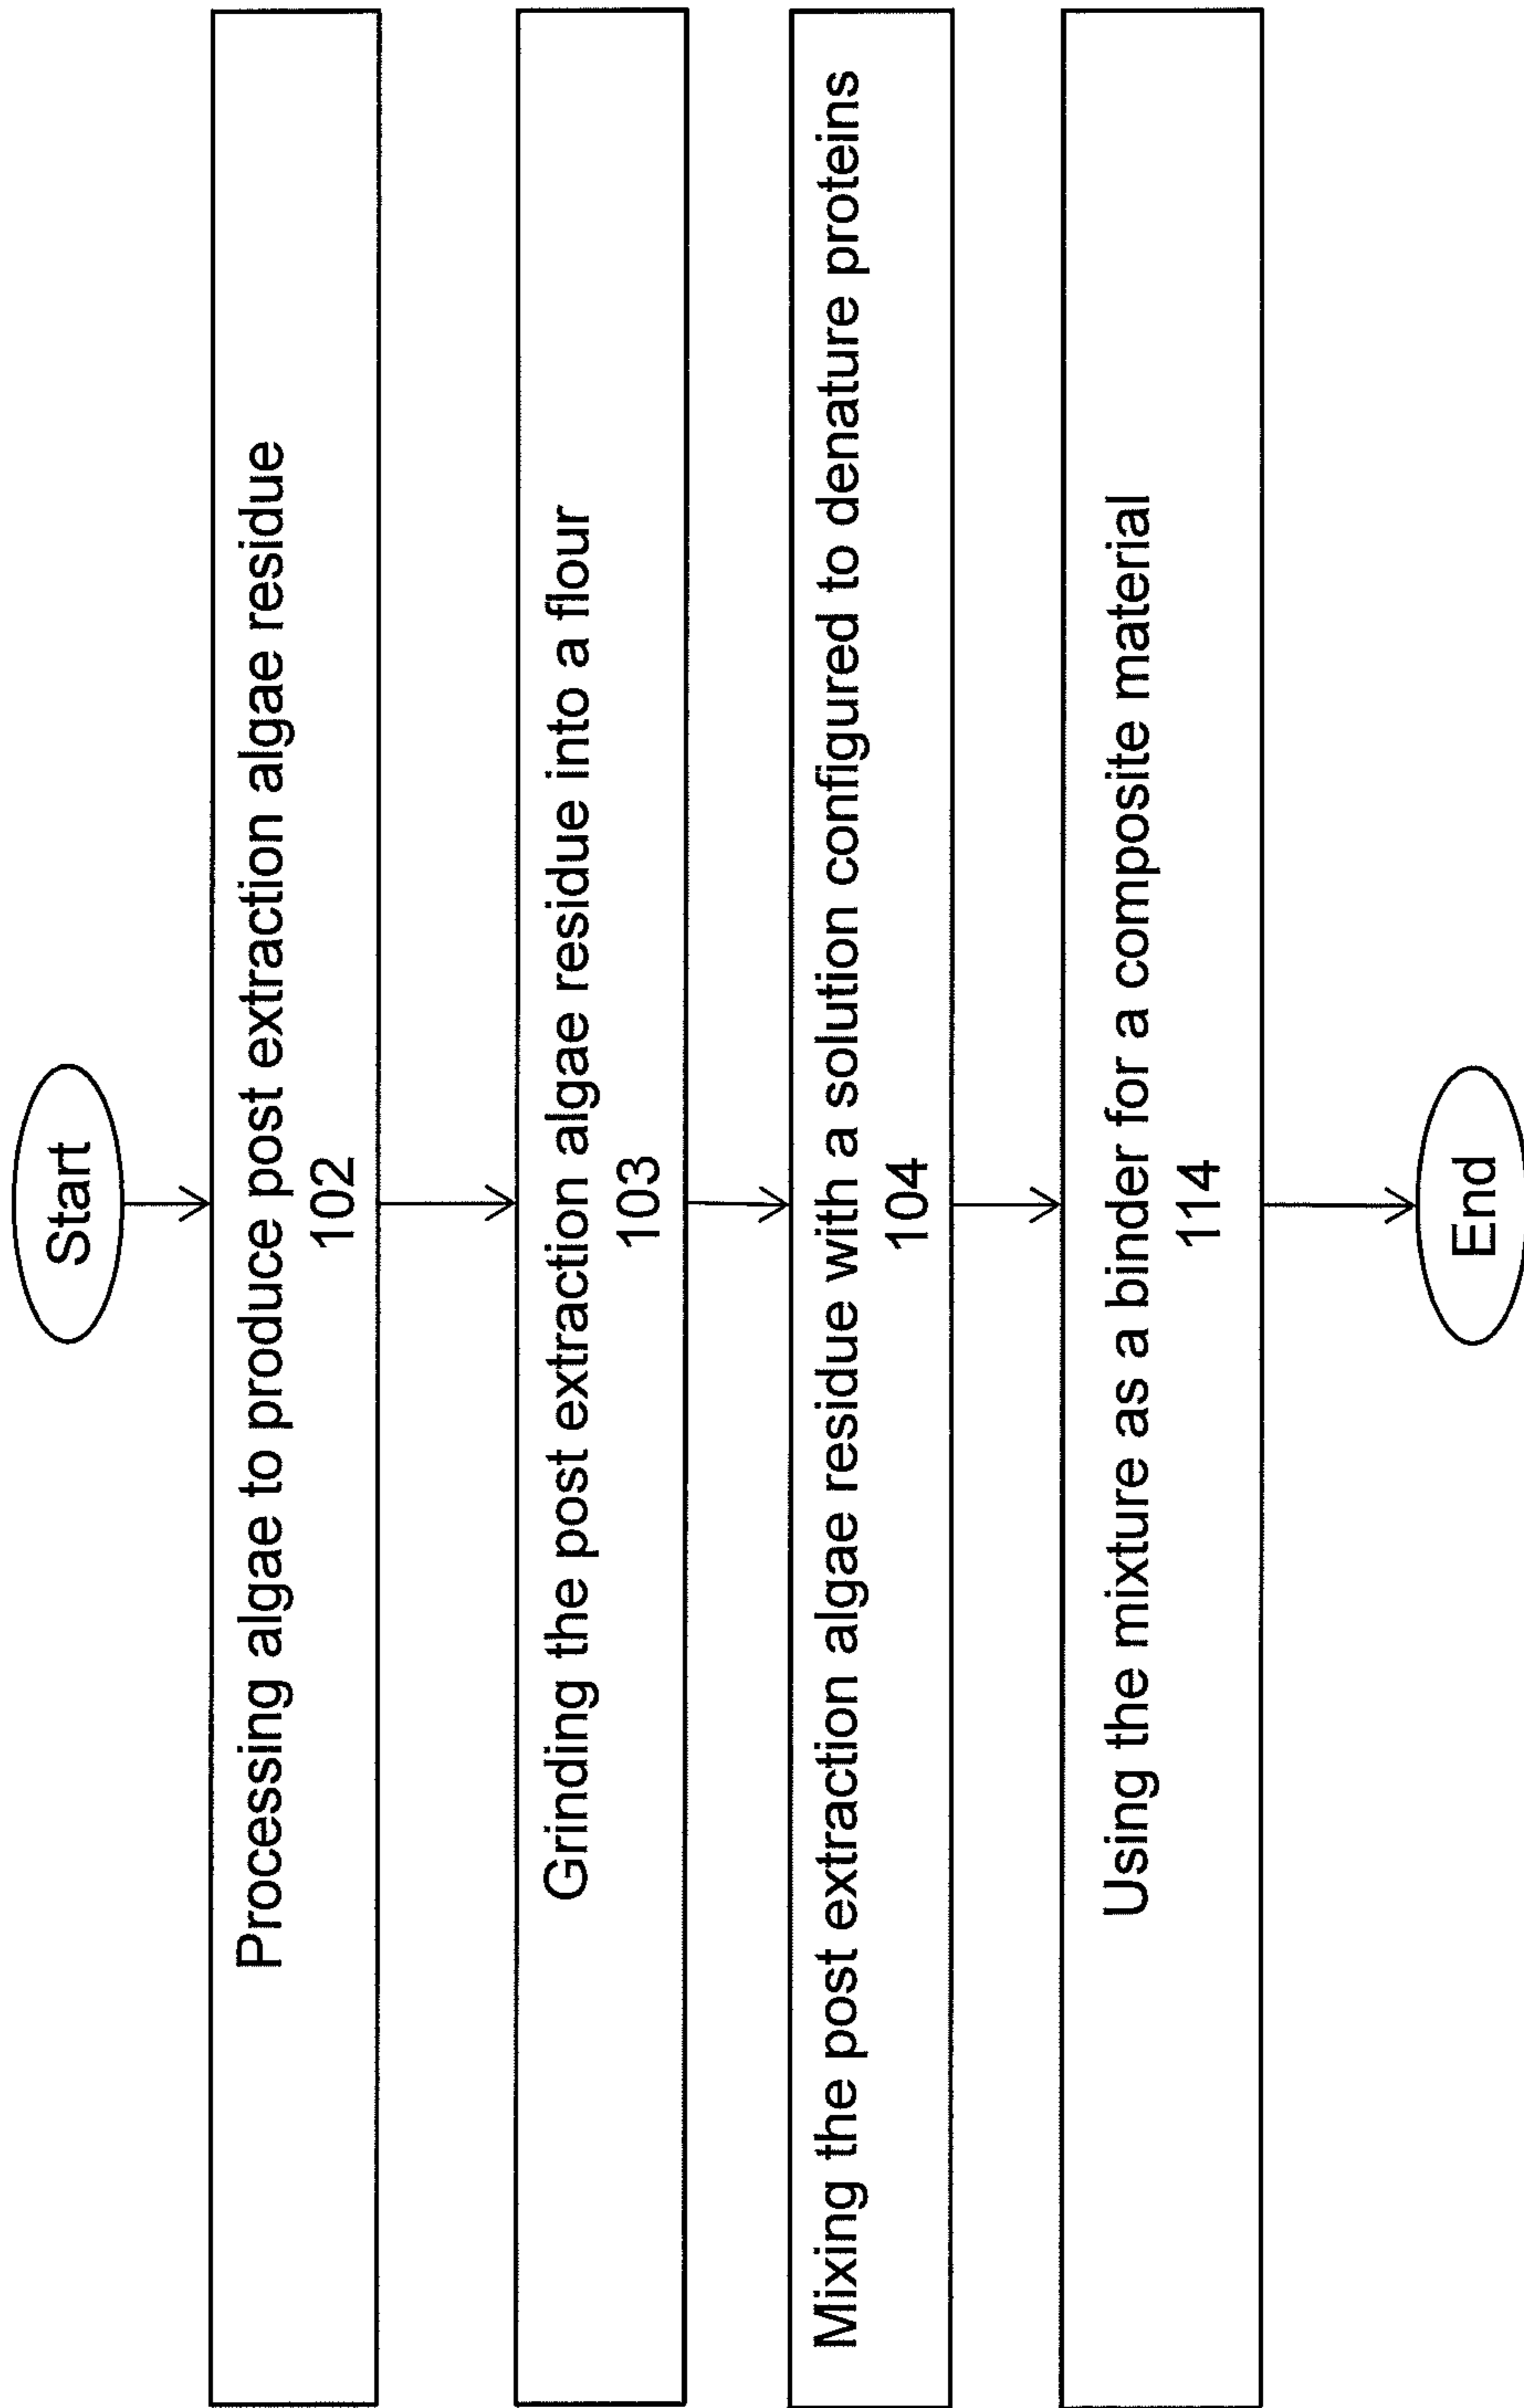 Start
Processing algae to produce post extraction algae residue
102
Grinding the post extraction algae residue into a flour
103
Mixing the post extraction algae residue with a solution configured to denature proteins
104
Using the mixture as a binder for a composite material
114
End